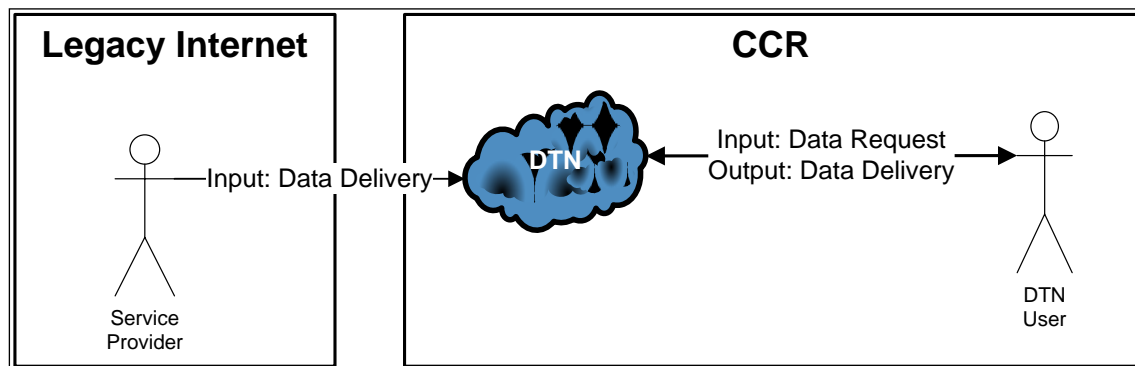 Legacy Internet
CCR
Input: Data Delivery
DTN
Input: Data Request
Output: Data Delivery
Service
Provider
DTN
User